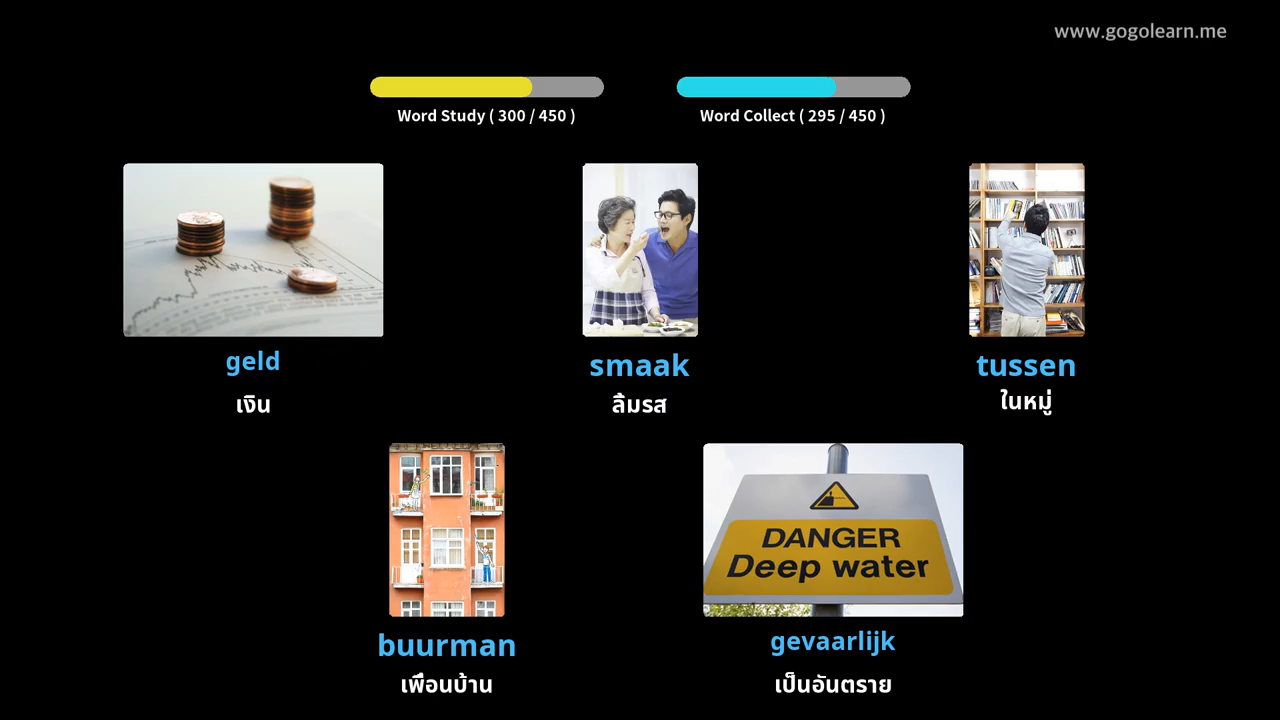 www.gogolearn.me
Word Study ( 300 / 450 )
Word Collect ( 295 / 450 )
geld
เงิน
smaak
ลิ้มรส
tussen
ในหมู่
DANGER
Deep water
buurman
เพื่อนบ้าน
gevaarlijk
เป็นอันตราย